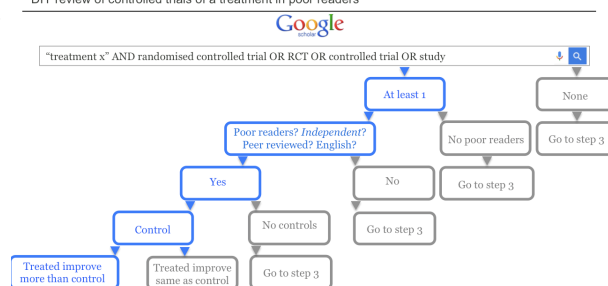 DIY review of controlled trials of a treatment in poor readers
Google
scholar
"treatment x" AND randomised controlled trial OR RCT OR controlled trial OR study
At least 1
None
Poor readers? Independent?
Peer reviewed? English?
No poor readers
Go to step 3
Yes
No
Go to step 3
Control
No controls
Go to step 3
Treated improve
more than control
Treated improve
same as control
Go to step 3